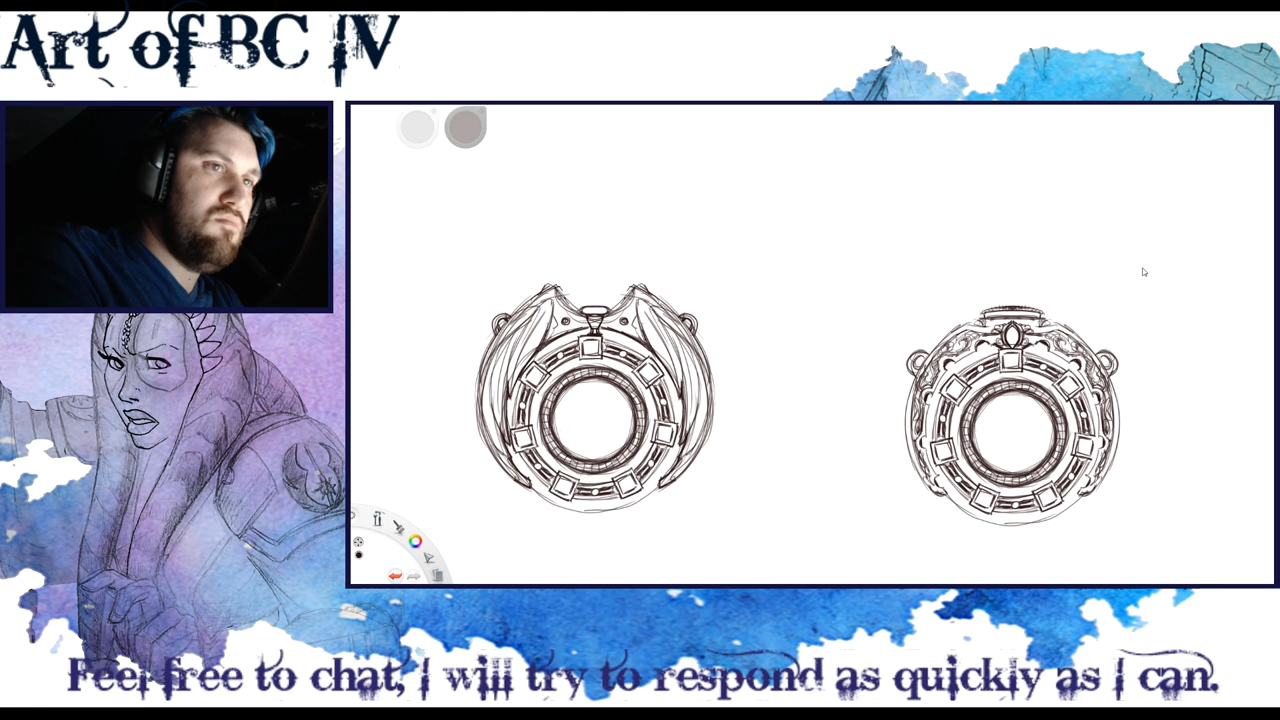 Art of BC IV
Feel free to chat, I will try to respond as quickly as I can.